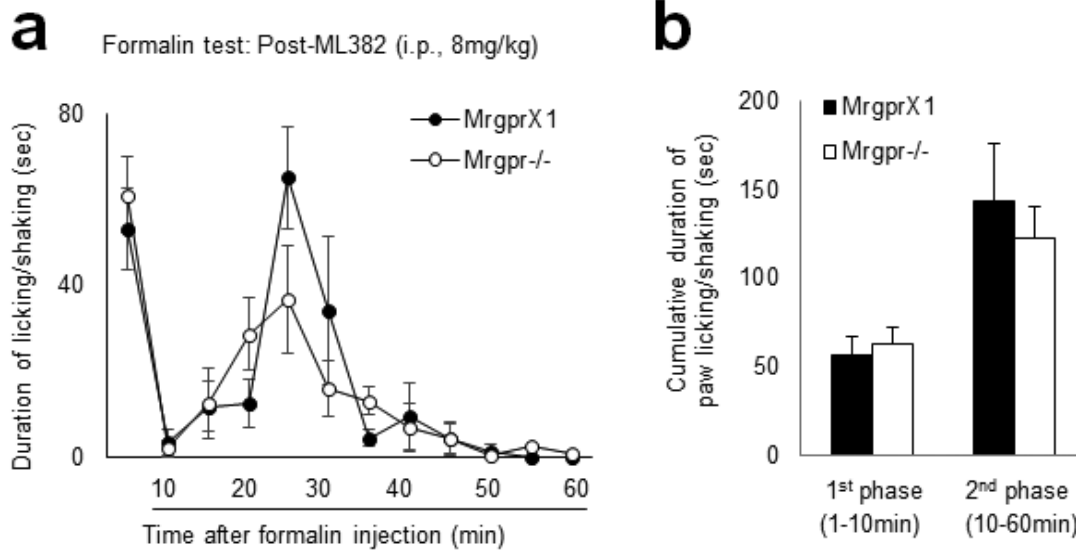 a
Formalin test: Post-ML382 (i.p., 8mg/kg)
Duration of licking/shaking (sec)
80
40
0
MrgprX1
Mrgpr-/-
10 20 30 40 50 60
Time after formalin injection (min)
b
Cumulative duration of
paw licking/shaking (sec)
200
150
100
50
0
MrgprX1
Mrgpr-/-
1st phase
(1-10min)
2nd phase
(10-60min)